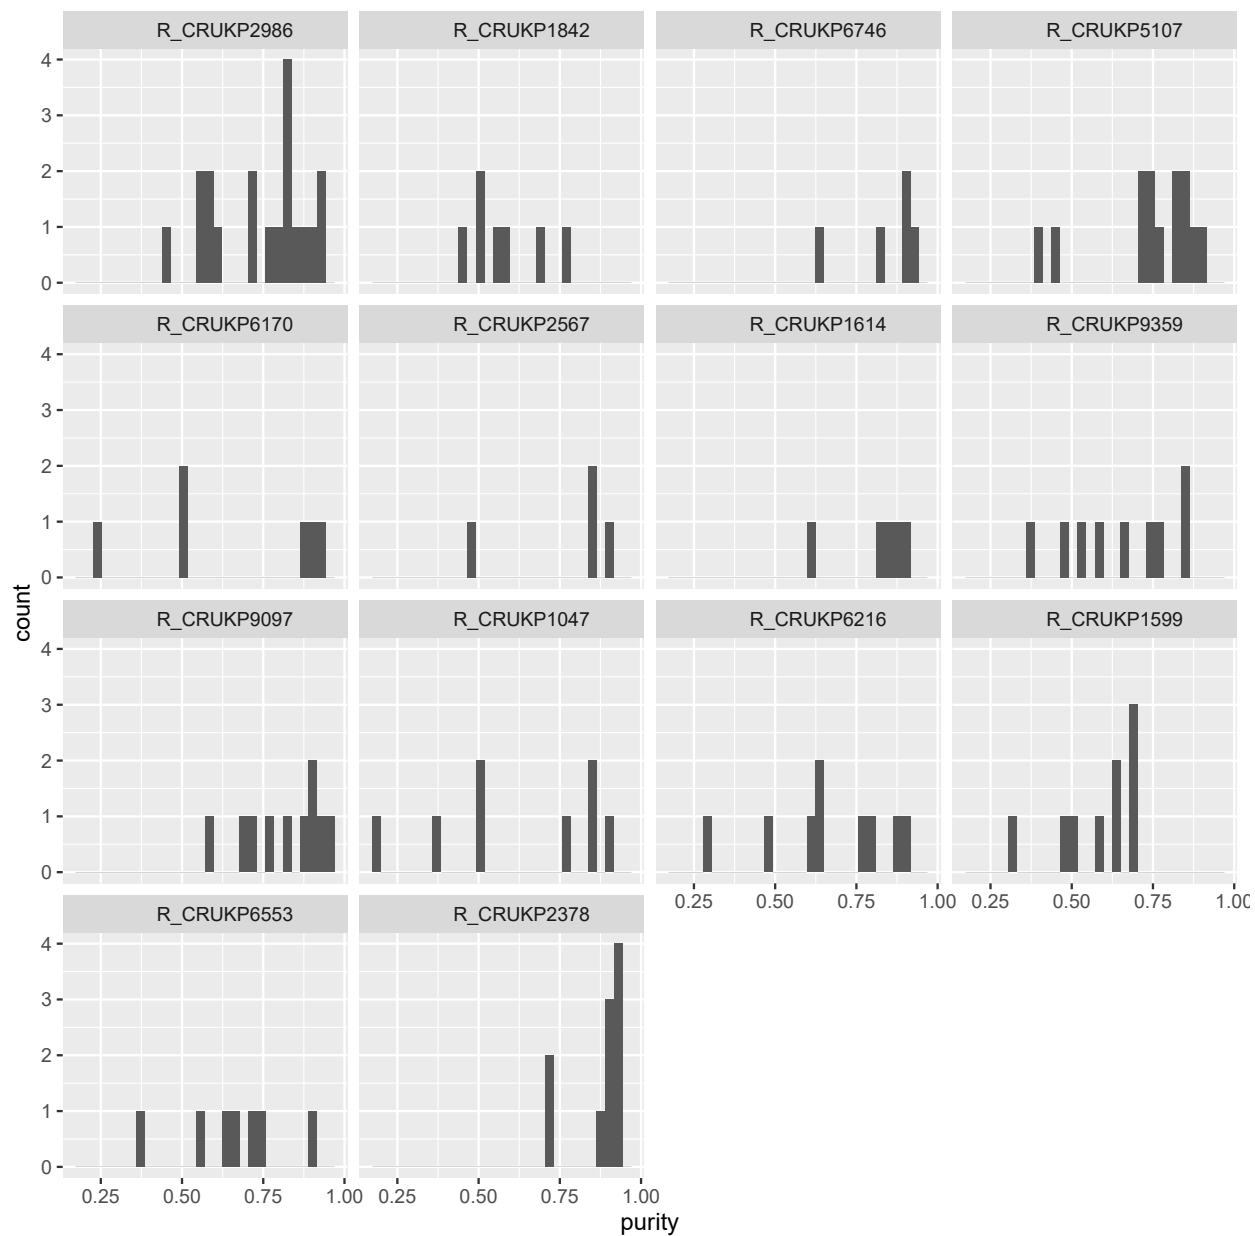 R_CRUKP2986 R_CRUKP1842 R_CRUKP6746 R_CRUKP5107
4
3
2
1
0
R_CRUKP6170 R_CRUKP2567 R_CRUKP1614 R_CRUKP9359
4
3
2
1
0
count
R_CRUKP9097 R_CRUKP1047 R_CRUKP6216 R_CRUKP1599
4
3
2
1
0
0.25 0.50 0.75 1.00 0.25 0.50 0.75 1.00
R_CRUKP6553 R_CRUKP2378
4
3
2
1
0
0.25 0.50 0.75 1.00 0.25 0.50 0.75 1.00
purity